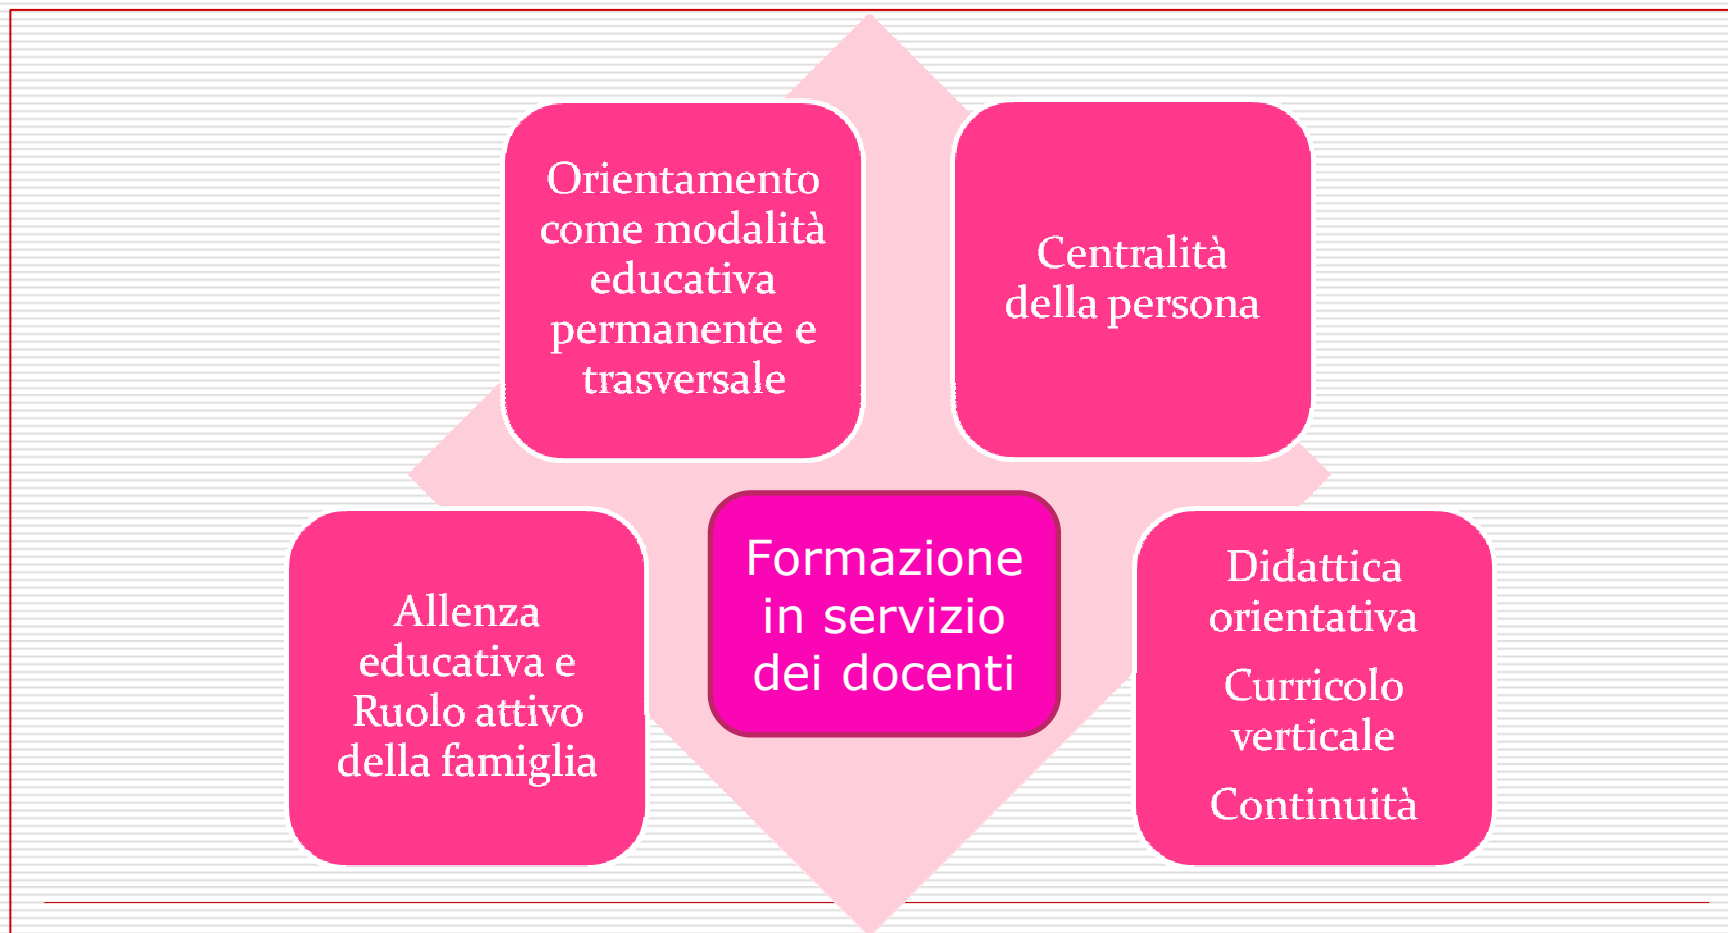 Orientamento
come modalità
educativa
permanente e
trasversale
Centralità
della persona
Allenza
educativa e
Ruolo attivo
della famiglia
Formazione
in servizio
dei docenti
Didattica
orientativa
Curricolo
verticale
Continuità